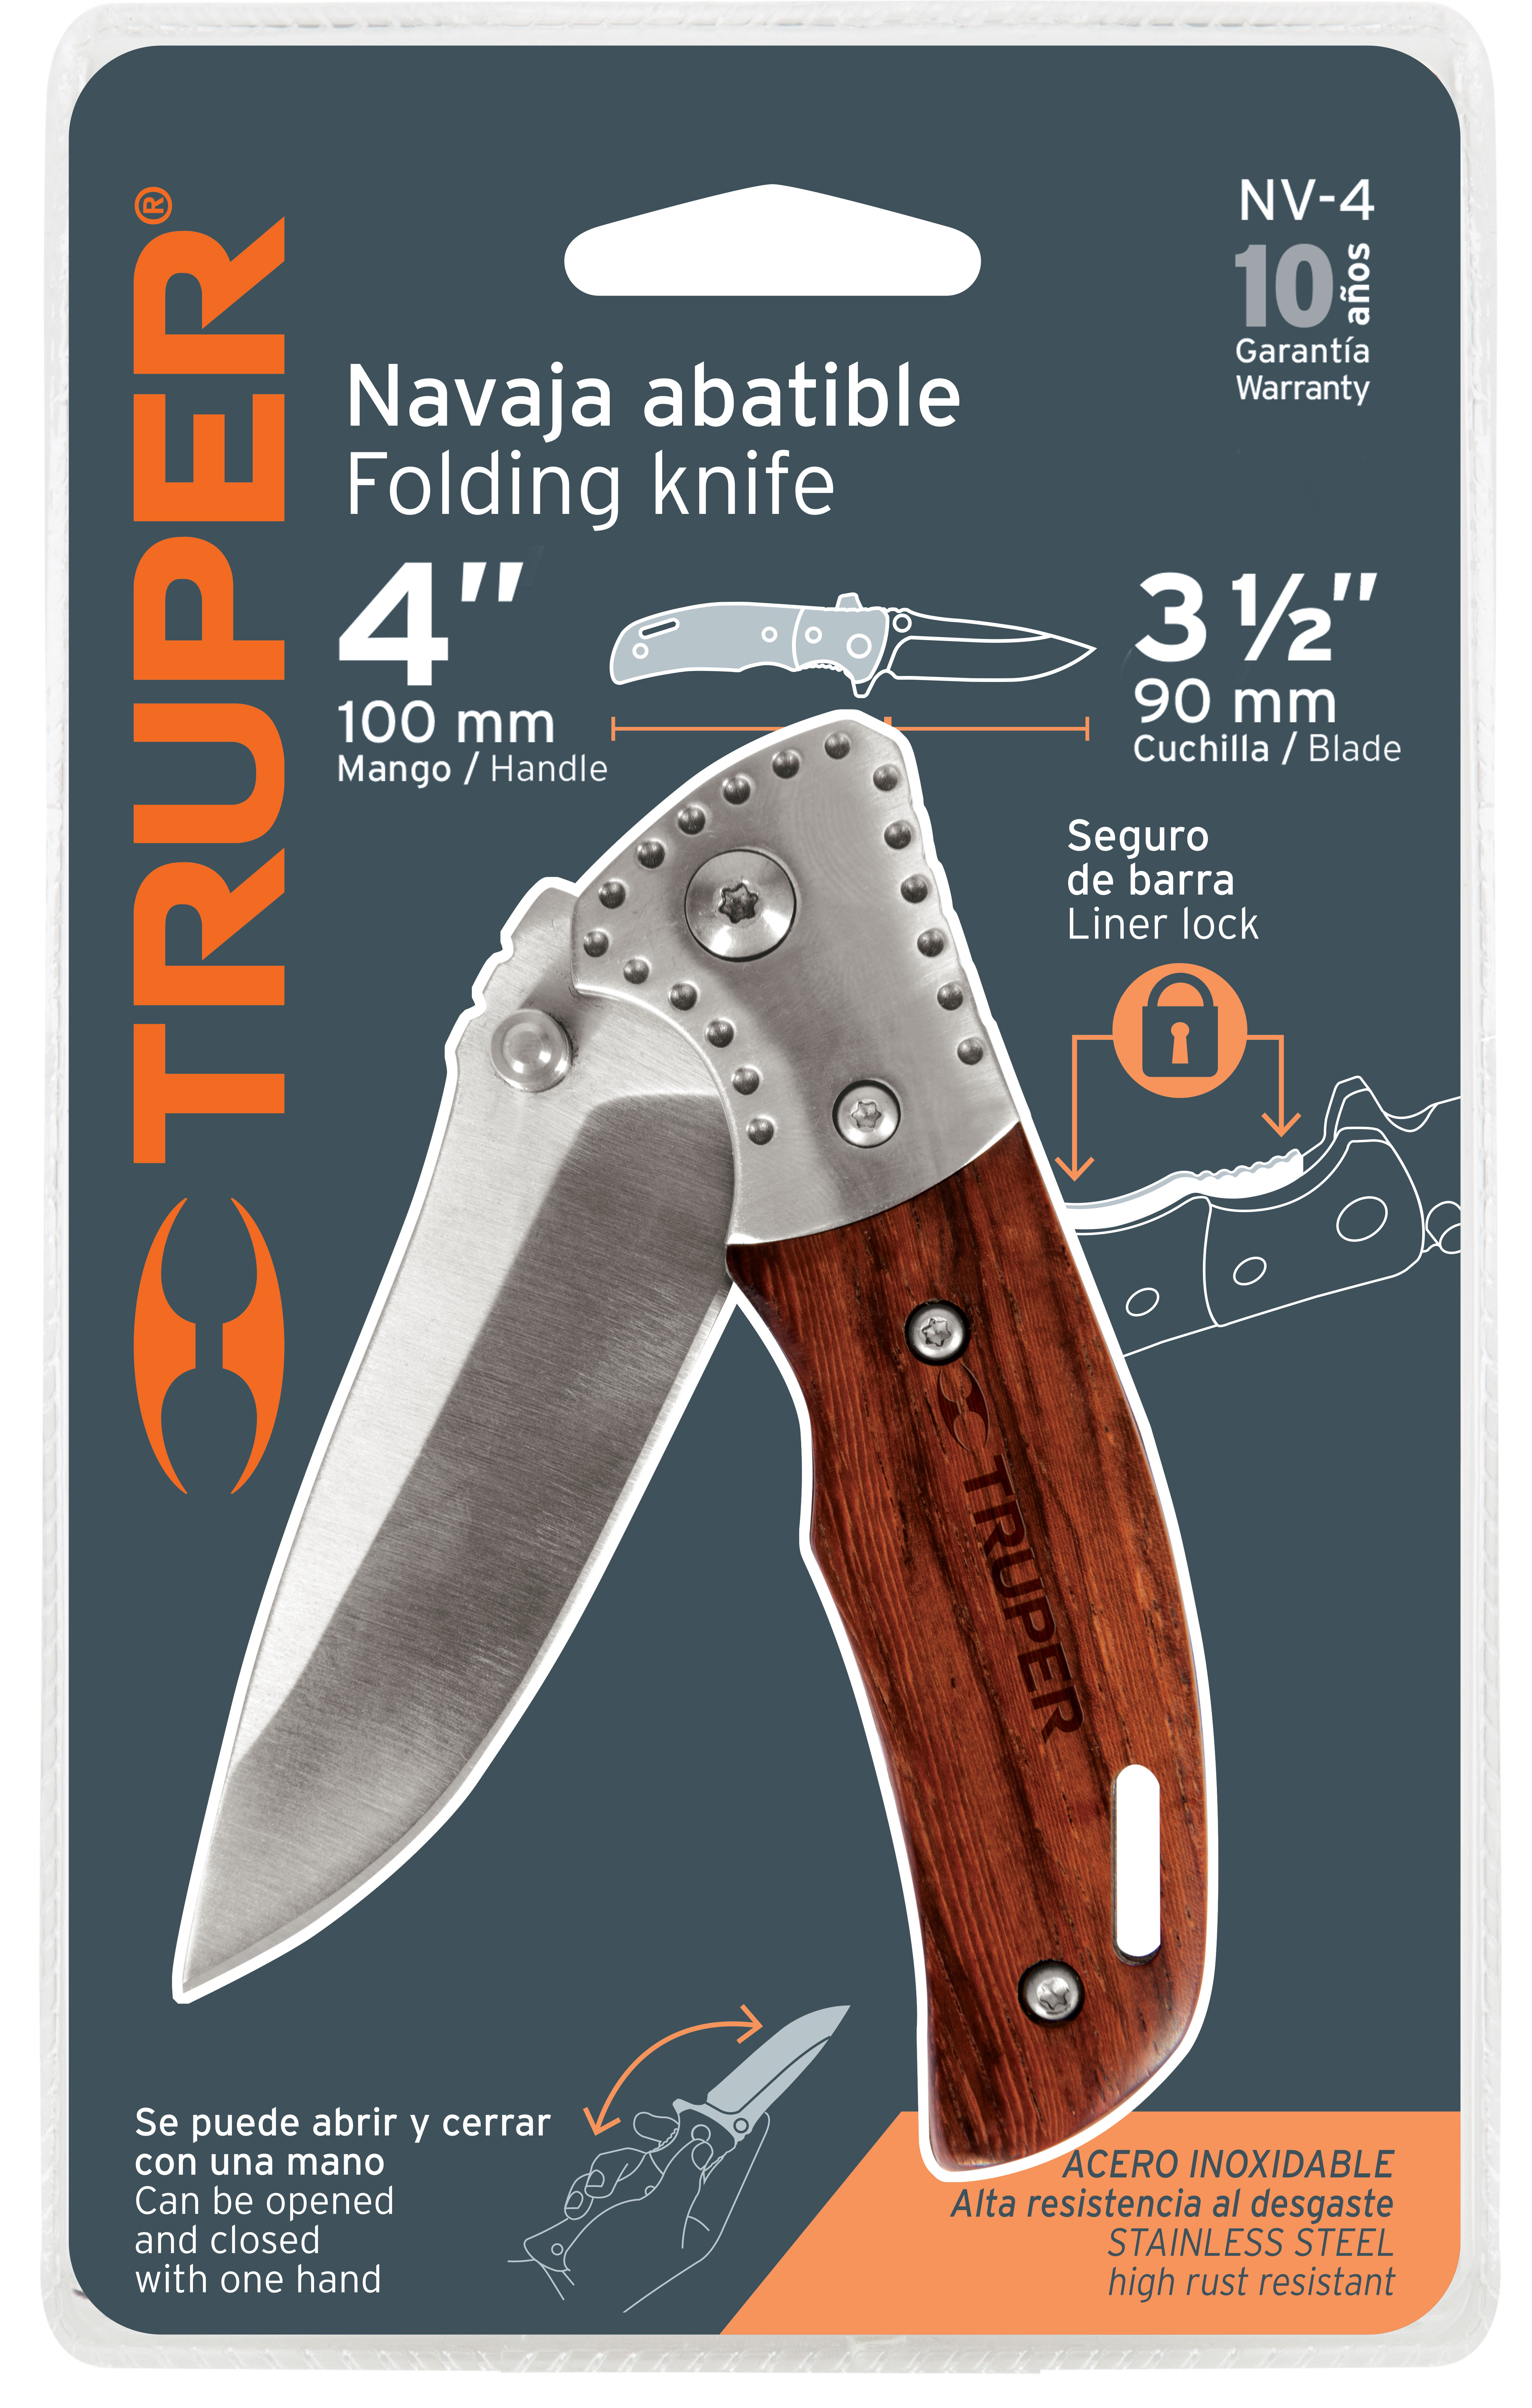 TRUPER®
NV-4
10 años
Garantía
Warranty
Navaja abatible
Folding knife
4"
100 mm
Mango / Handle
3 ½"
90 mm
Cuchilla / Blade
Seguro
de barra
Liner lock
TRUPER
Se puede abrir y cerrar
con una mano
Can be opened
and closed
with one hand
ACERO INOXIDABLE
Alta resistencia al desgaste
STAINLESS STEEL
high rust resistant